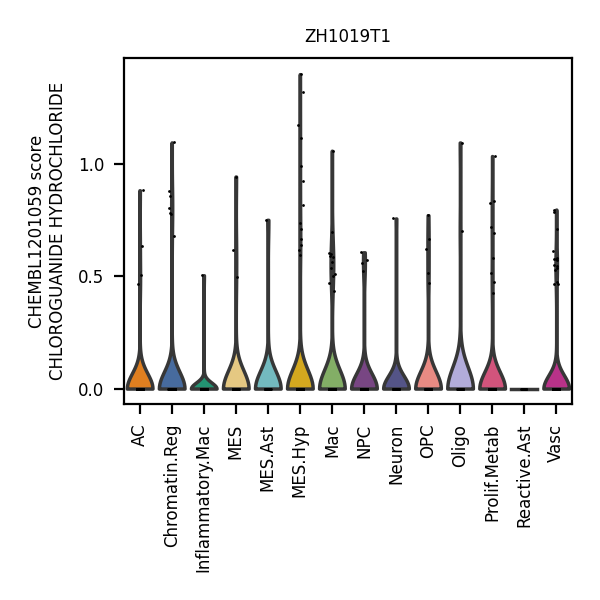 ZH1019T1
CHEMBL1201059 score
CHLOROGUANIDE HYDROCHLORIDE
1.0
0.5
0.0
AC
Chromatin.Reg
Inflammatory.Mac
MES
MES.Ast
MES.Hyp
Mac
NPC
Neuron
OPC
Oligo
Prolif.Metab
Reactive.Ast
Vasc